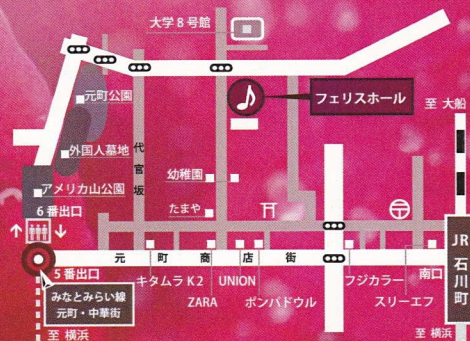 大学8号館
元町公園
フェリスホール
至 大船
外国人墓地
代官坂
幼稚園
アメリカ山公園
たまや
6番出口
元町商店街
JR石川町
5番出口
キタムラK2
UNION
フジカラー
南口
みなとみらい線
元町・中華街
ZARA
ポンパドウル
スリーエフ
至 横浜
至 横浜